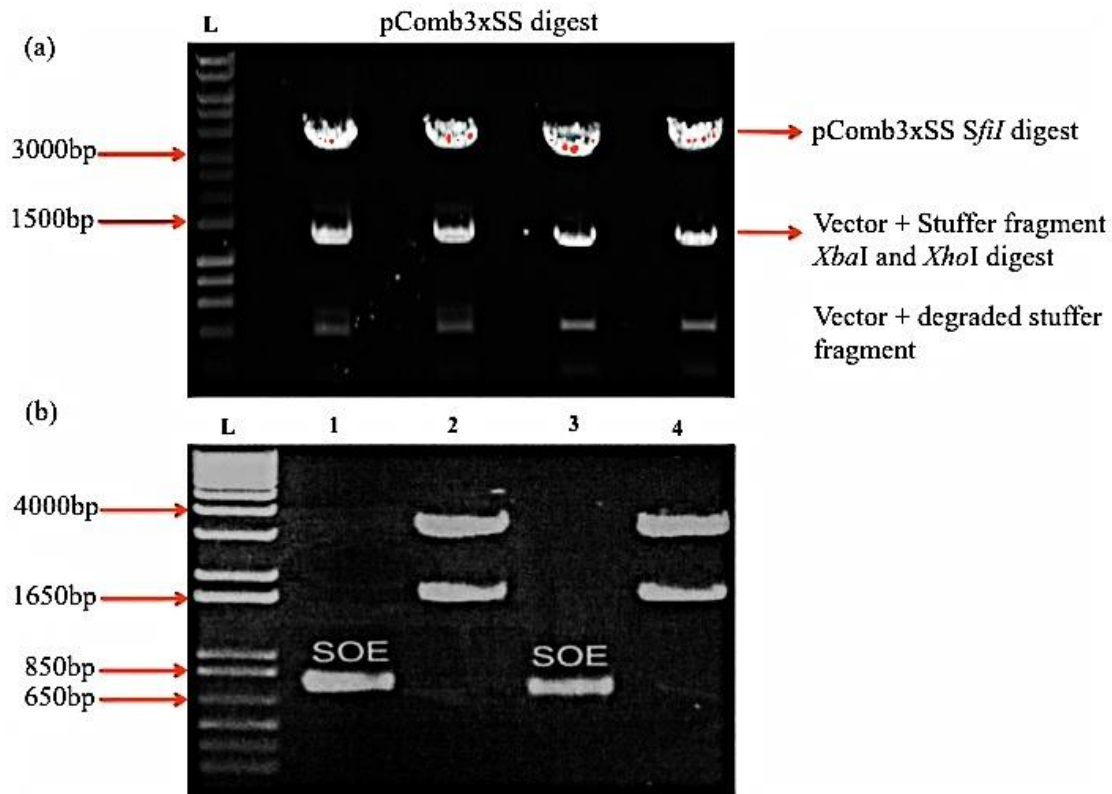 (a)
L
pComb3xSS digest
3000bp
1500bp
pComb3xSS SfiI digest
Vector + Stuffer fragment
XbaI and XhoI digest
Vector + degraded stuffer
fragment
(b)
L 1 2 3 4
4000bp
1650bp
850bp
650bp
SOE SOE